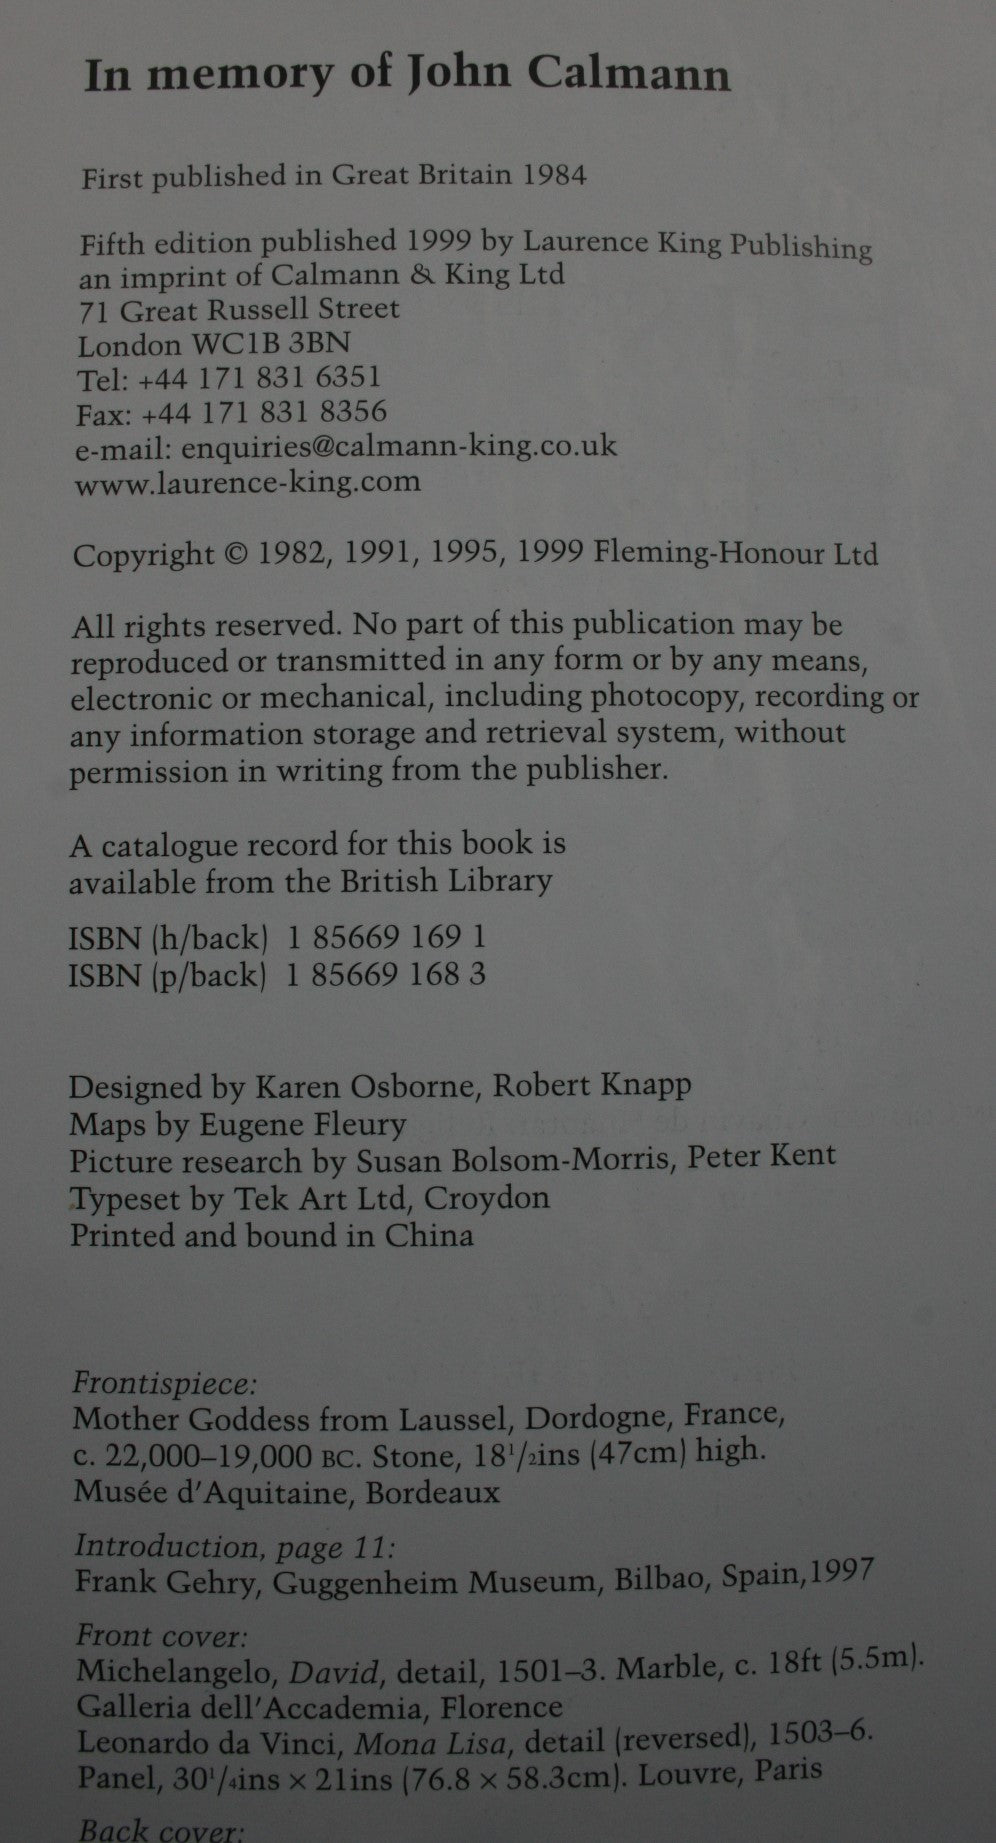 In memory of John Calmann
First published in Great Britain 1984
Fifth edition published 1999 by Laurence King Publishing
an imprint of Calmann & King Ltd
71 Great Russell Street
London WC1B 3BN
Tel: +44 171 831 6351
Fax: +44 171 831 8356
e-mail: enquiries@calmann-king.co.uk
www.laurence-king.com
Copyright © 1982, 1991, 1995, 1999 Fleming-Honour Ltd
All rights reserved. No part of this publication may be
reproduced or transmitted in any form or by any means,
electronic or mechanical, including photocopy, recording or
any information storage and retrieval system, without
permission in writing from the publisher.
A catalogue record for this book is
available from the British Library
ISBN (h/back) 1 85669 169 1
ISBN (p/back) 1 85669 168 3
Designed by Karen Osborne, Robert Knapp
Maps by Eugene Fleury
Picture research by Susan Bolsom-Morris, Peter Kent
Typeset by Tek Art Ltd, Croydon
Printed and bound in China
Frontispiece:
Mother Goddess from Laussel, Dordogne, France,
c. 22,000–19,000 BC. Stone, 18¹/₂ins (47cm) high.
Musée d'Aquitaine, Bordeaux
Introduction, page 11:
Frank Gehry, Guggenheim Museum, Bilbao, Spain,1997
Front cover:
Michelangelo, David, detail, 1501–3. Marble, c. 18ft (5.5m).
Galleria dell'Accademia, Florence
Leonardo da Vinci, Mona Lisa, detail (reversed), 1503–6.
Panel, 30¹/₄ins × 21ins (76.8 × 58.3cm). Louvre, Paris
Back cover: